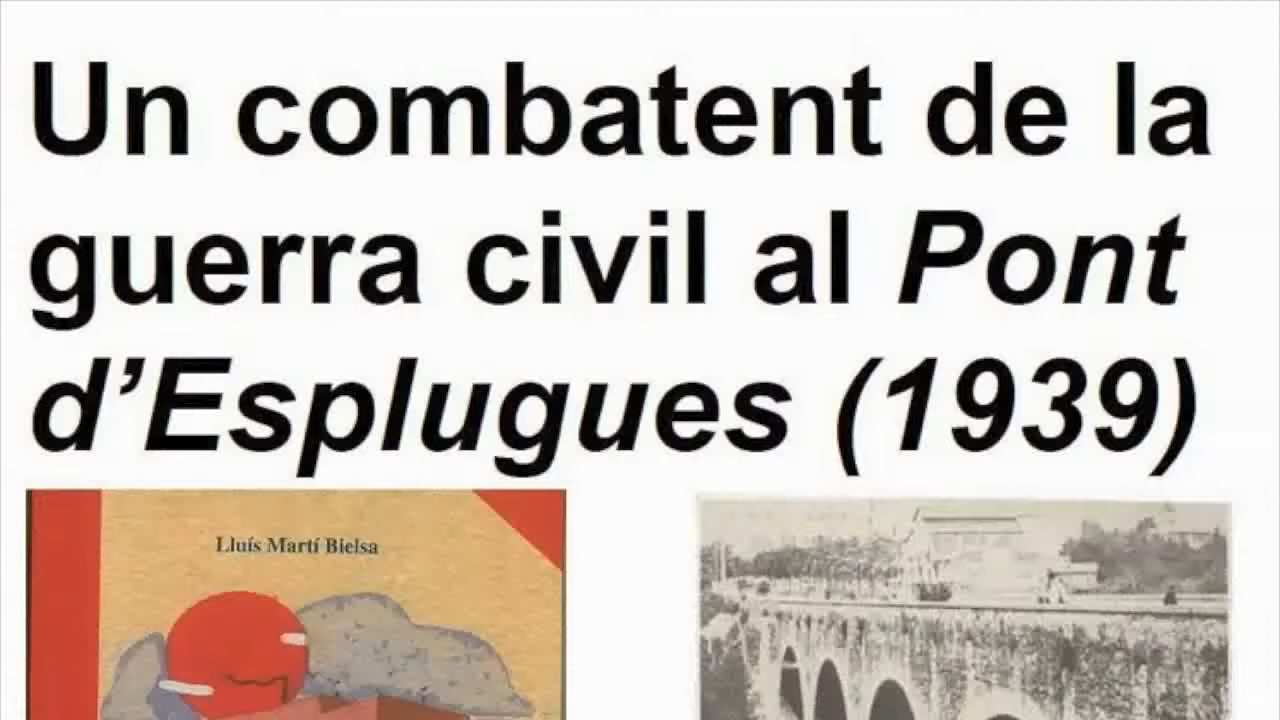 Un combatent de la
guerra civil al Pont
d’Esplugues (1939)
Lluís Martí Bielsa